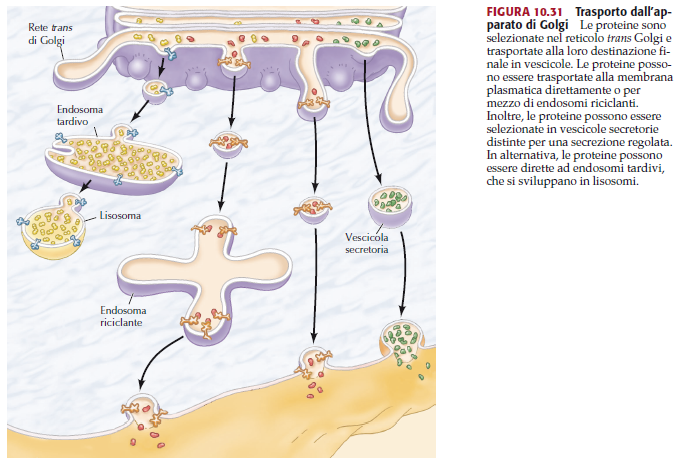 Rete trans
di Golgi
Endosoma
tardivo
Lisosoma
Vescicola
secretoria
Endosoma
riciclante
FIGURA 10.31 Trasporto dall'ap-
parato di Golgi Le proteine sono
selezionate nel reticolo trans Golgi e
trasportate alla loro destinazione fi-
nale in vescicole. Le proteine posso-
no essere trasportate alla membrana
plasmatica direttamente o per
mezzo di endosomi riciclanti.
Inoltre, le proteine possono essere
selezionate in vescicole secretorie
distinte per una secrezione regolata.
In alternativa, le proteine possono
essere dirette ad endosomi tardivi,
che si sviluppano in lisosomi.